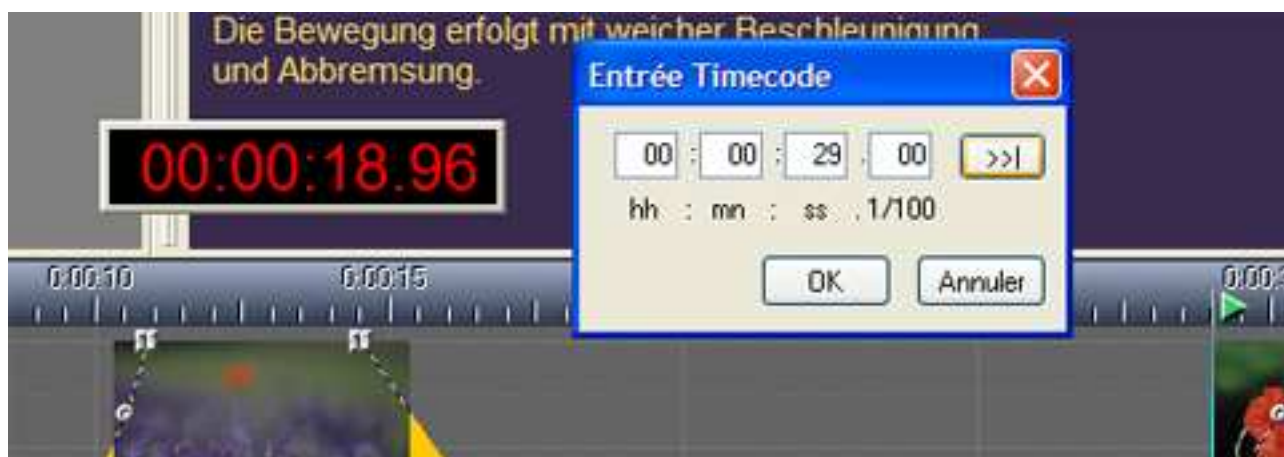 Die Bewegung erfolgt mit weicher Beschleunigung
und Abbremsung.
Entrée Timecode
00:00:18.96
00 : 00 : 29 . 00 >>|
hh : mn : ss . 1/100
OK Annuler
0:00:10 0:00:15